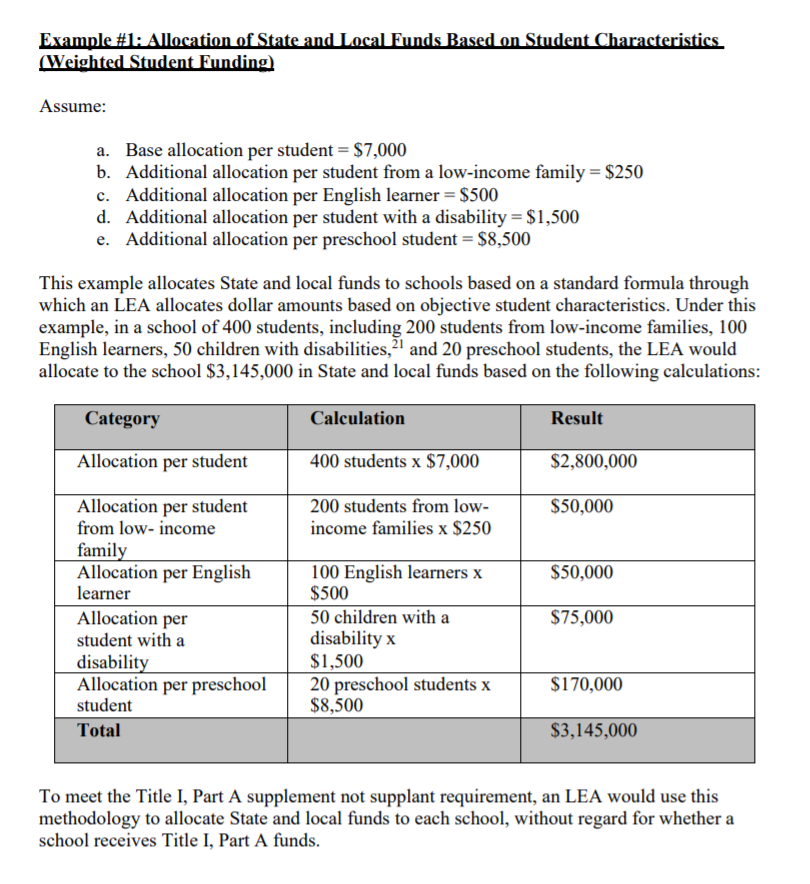 Example #1: Allocation of State and Local Funds Based on Student Characteristics
(Weighted Student Funding)
Assume:
a. Base allocation per student = $7,000
b. Additional allocation per student from a low-income family = $250
c. Additional allocation per English learner = $500
d. Additional allocation per student with a disability = $1,500
e. Additional allocation per preschool student = $8,500
This example allocates State and local funds to schools based on a standard formula through
which an LEA allocates dollar amounts based on objective student characteristics. Under this
example, in a school of 400 students, including 200 students from low-income families, 100
English learners, 50 children with disabilities,21 and 20 preschool students, the LEA would
allocate to the school $3,145,000 in State and local funds based on the following calculations:
Category Calculation Result
Allocation per student 400 students x $7,000 $2,800,000
Allocation per student 200 students from low- $50,000
from low- income income families x $250
family
Allocation per English 100 English learners x $50,000
learner $500
Allocation per 50 children with a $75,000
student with a disability x
disability $1,500
Allocation per preschool 20 preschool students x $170,000
student $8,500
Total $3,145,000
To meet the Title I, Part A supplement not supplant requirement, an LEA would use this
methodology to allocate State and local funds to each school, without regard for whether a
school receives Title I, Part A funds.